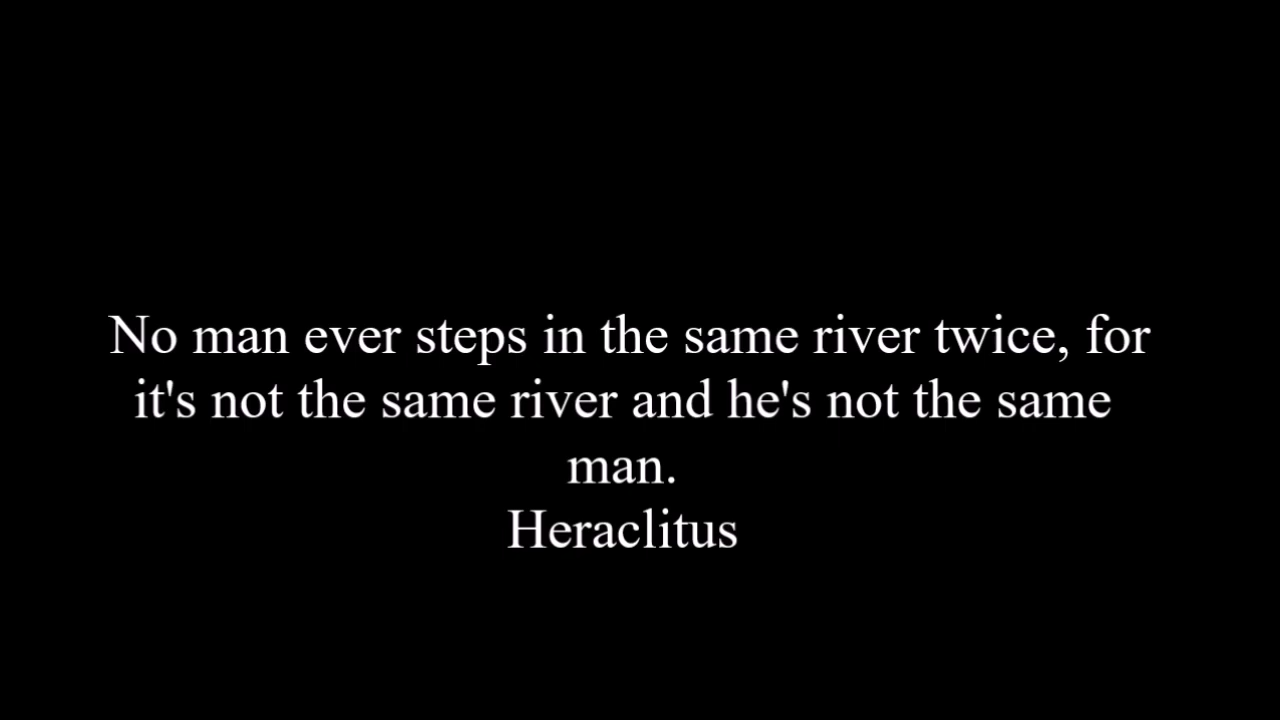 No man ever steps in the same river twice, for
it's not the same river and he's not the same
man.
Heraclitus